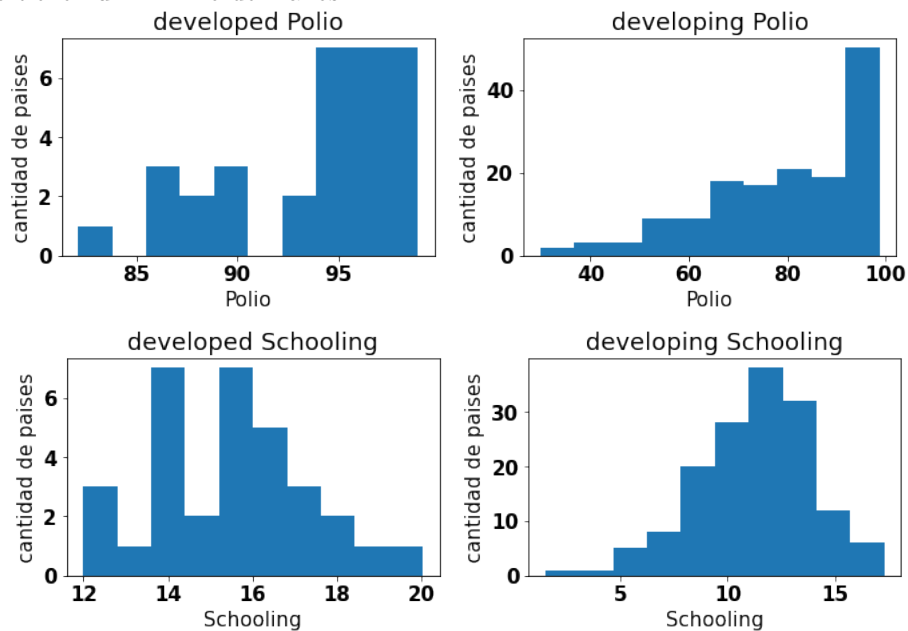 developed Polio
cantidad de paises
6
4
2
0
85 90 95
Polio
developing Polio
cantidad de paises
40
20
0
40 60 80 100
Polio
developed Schooling
cantidad de paises
6
4
2
0
12 14 16 18 20
Schooling
developing Schooling
cantidad de paises
30
20
10
0
5 10 15
Schooling